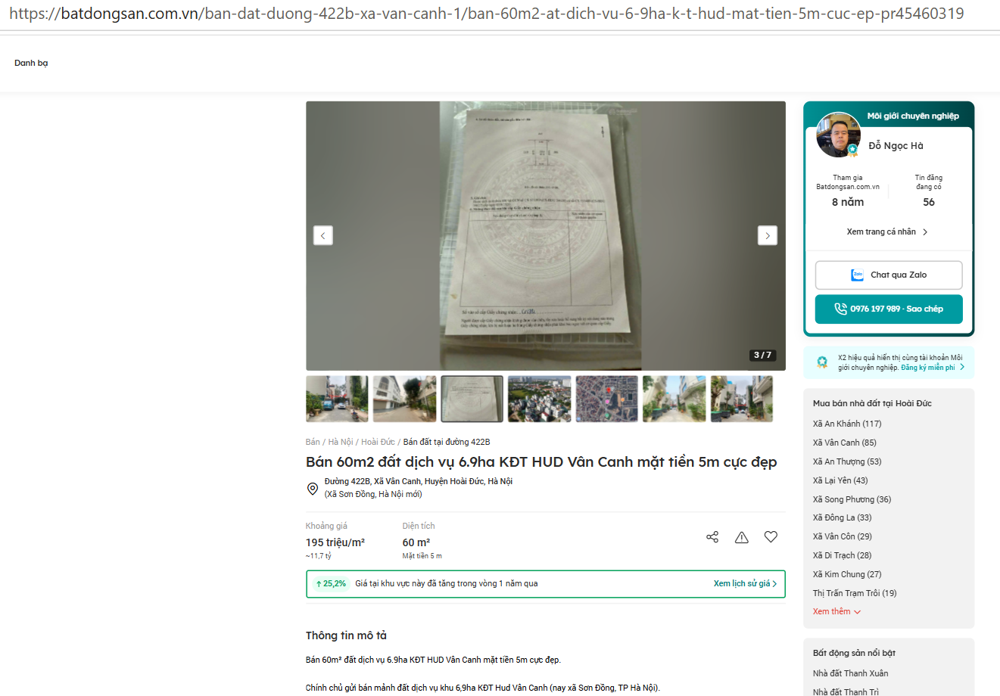 https://batdongsan.com.vn/ban-dat-duong-422b-xa-van-canh-1/ban-60m2-at-dich-vu-6-9ha-k-t-hud-mat-tien-5m-cuc-ep-pr45460319
Danh bạ
3 / 7
Bán / Hà Nội / Hoài Đức / Bán đất tại đường 422B
Bán 60m2 đất dịch vụ 6.9ha KĐT HUD Vân Canh mặt tiền 5m cực đẹp
Đường 422B, Xã Vân Canh, Huyện Hoài Đức, Hà Nội
(Xã Sơn Đồng, Hà Nội mới)
Khoảng giá
Diện tích
195 triệu/m²
60 m²
~11,7 tỷ
Mặt tiền 5 m
25,2%
Giá tại khu vực này đã tăng trong vòng 1 năm qua
Xem lịch sử giá
Thông tin mô tả
Bán 60m² đất dịch vụ 6.9ha KĐT HUD Vân Canh mặt tiền 5m cực đẹp.
Chính chủ gửi bán mảnh đất dịch vụ khu 6,9ha KĐT Hud Vân Canh (nay xã Sơn Đồng, TP Hà Nội).
Môi giới chuyên nghiệp
Đỗ Ngọc Hà
Tham gia
Batdongsan.com.vn
8 năm
Tin đăng
đang có
56
Xem trang cá nhân
Zalo
Chat qua Zalo
0976 197 989 · Sao chép
X2 hiệu quả hiển thị cùng tài khoản Môi
giới chuyên nghiệp. Đăng ký miễn phí
Mua bán nhà đất tại Hoài Đức
Xã An Khánh (117)
Xã Vân Canh (85)
Xã An Thượng (53)
Xã Lại Yên (43)
Xã Song Phương (36)
Xã Đông La (33)
Xã Vân Côn (29)
Xã Di Trạch (28)
Xã Kim Chung (27)
Thị Trấn Trạm Trôi (19)
Xem thêm
Bất động sản nổi bật
Nhà đất Thanh Xuân
Nhà đất Thanh Trì